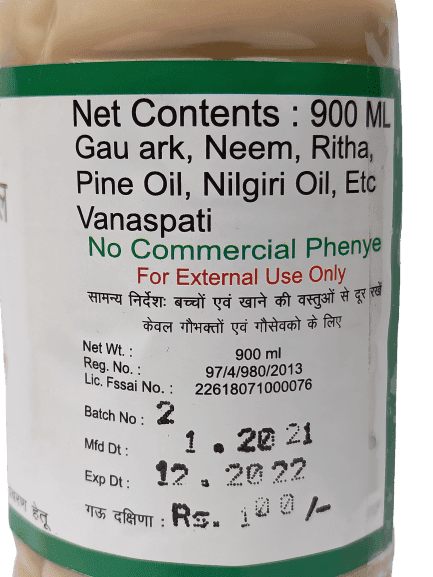 Net Contents : 900 ML
Gau ark, Neem, Ritha,
Pine Oil, Nilgiri Oil, Etc
Vanaspati
No Commercial Phenye
For External Use Only
सामन्य निर्देशः बच्चों एवं खाने की वस्तुओं से दूर रखें
केवल गौभक्तों एवं गौसेवको के लिए
Net Wt. : 900 ml
Reg. No. : 97/4/980/2013
Lic. Fssai No. : 22618071000076
Batch No : 2
Mfd Dt : 1.2021
Exp Dt : 12.2022
गऊ दक्षिणा : Rs. 100/-
हेतू